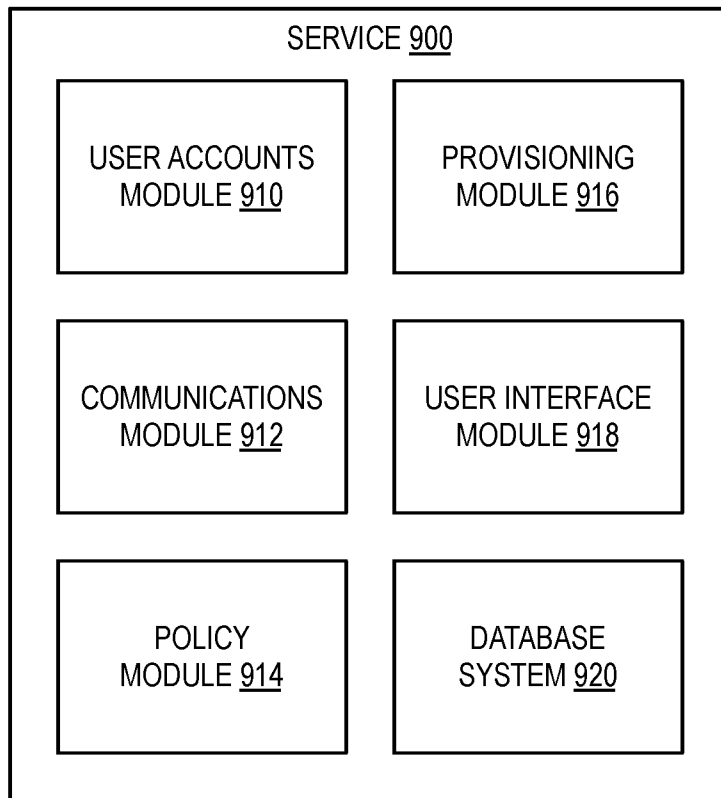 SERVICE 900
USER ACCOUNTS
MODULE 910
PROVISIONING
MODULE 916
COMMUNICATIONS
MODULE 912
USER INTERFACE
MODULE 918
POLICY
MODULE 914
DATABASE
SYSTEM 920